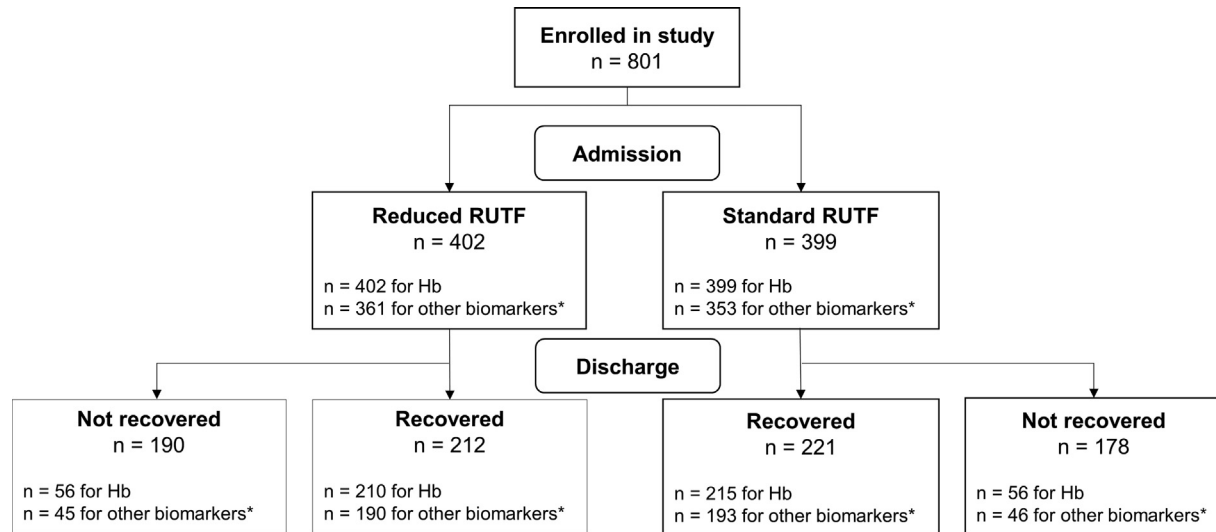 Enrolled in study
n = 801
Admission
Reduced RUTF
n = 402
n = 402 for Hb
n = 361 for other biomarkers*
Standard RUTF
n = 399
n = 399 for Hb
n = 353 for other biomarkers*
Discharge
Not recovered
n = 190
n = 56 for Hb
n = 45 for other biomarkers*
Recovered
n = 212
n = 210 for Hb
n = 190 for other biomarkers*
Recovered
n = 221
n = 215 for Hb
n = 193 for other biomarkers*
Not recovered
n = 178
n = 56 for Hb
n = 46 for other biomarkers*